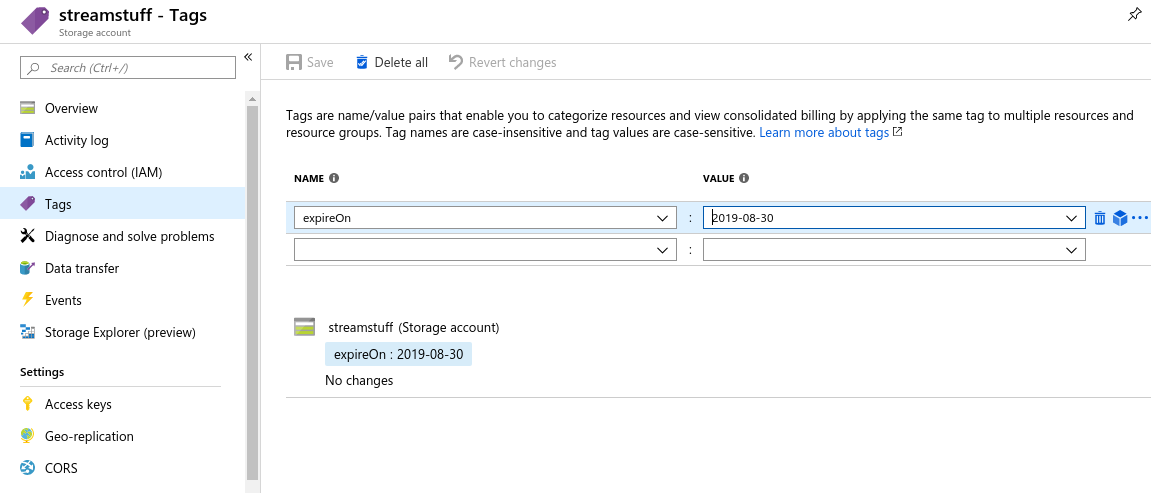 streamstuff - Tags
Storage account
Search (Ctrl+/)
«
Overview
Activity log
Access control (IAM)
Tags
Diagnose and solve problems
Data transfer
Events
Storage Explorer (preview)
Settings
Access keys
Geo-replication
CORS
Save Delete all Revert changes
Tags are name/value pairs that enable you to categorize resources and view consolidated billing by applying the same tag to multiple resources and
resource groups. Tag names are case-insensitive and tag values are case-sensitive. Learn more about tags
NAME VALUE
expireOn : 2019-08-30
:
streamstuff (Storage account)
expireOn : 2019-08-30
No changes